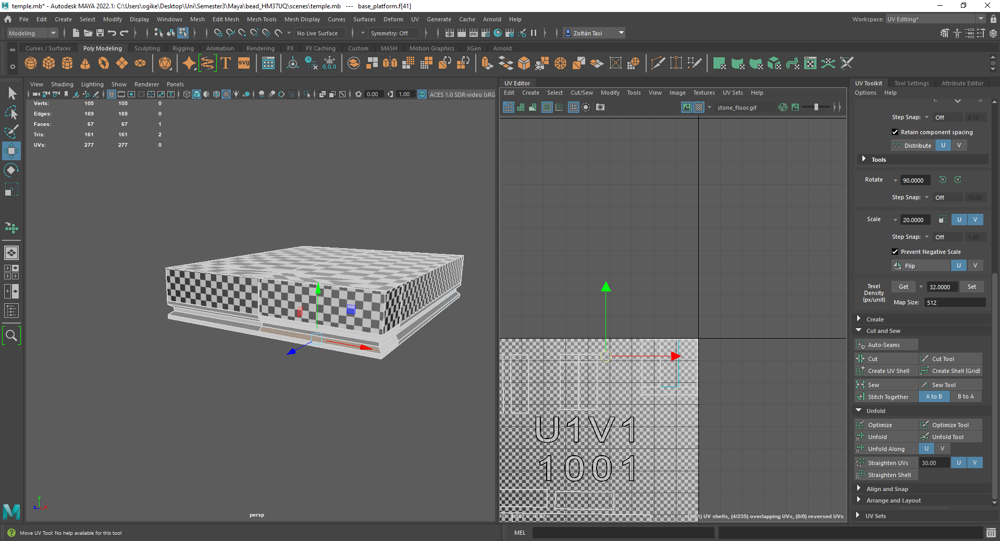 temple.mb* - Autodesk MAYA 2022.1: C:\Users\ogike\Desktop\Uni\Semester3\Maya\bead_HM37UQ\scenes\temple.mb --- base_platform.f[41]
File Edit Create Select Modify Display Windows Mesh Edit Mesh Mesh Tools Mesh Display Curves Surfaces Deform UV Generate Cache Arnold Help
Workspace: UV Editing*
Modeling
No Live Surface
Symmetry: Off
Zoltán Tasi
Curves / Surfaces Poly Modeling Sculpting Rigging Animation Rendering FX FX Caching Custom MASH Motion Graphics XGen Arnold
T svg 0,0,0
View Shading Lighting Show Renderer Panels
0.00 1.00 ON ACES 1.0 SDR-video (sRG
Verts: 105 105 0
Edges: 169 169 0
Faces: 67 67 1
Tris: 161 161 2
UVs: 277 277 0
y
z x
persp
UV Editor
Edit Create Select Cut/Sew Modify Tools View Image Textures UV Sets Help
stone_floor.gif
RGB
U1V1
1001
UV shells, (4/235) overlapping UVs, (0/0) reversed UVs
UV Toolkit Tool Settings Attribute Editor
Options Help
Step Snap: Off 0.10
Retain component spacing
Distribute U V
Tools
Rotate 90.0000
Step Snap: Off 15.00
Scale 20.0000 U V
Step Snap: Off 1.00
Prevent Negative Scale
Flip U V
Texel Density (px/unit) Get 32.0000 Set
Map Size: 512
Create
Cut and Sew
Auto-Seams
Cut Cut Tool
Create UV Shell Create Shell (Grid)
Sew Sew Tool
Stitch Together A to B B to A
Unfold
Optimize Optimize Tool
Unfold Unfold Tool
Unfold Along U V
Straighten UVs 30.00 U V
Straighten Shell
Align and Snap
Arrange and Layout
UV Sets
Move UV Tool: No help available for this tool
MEL